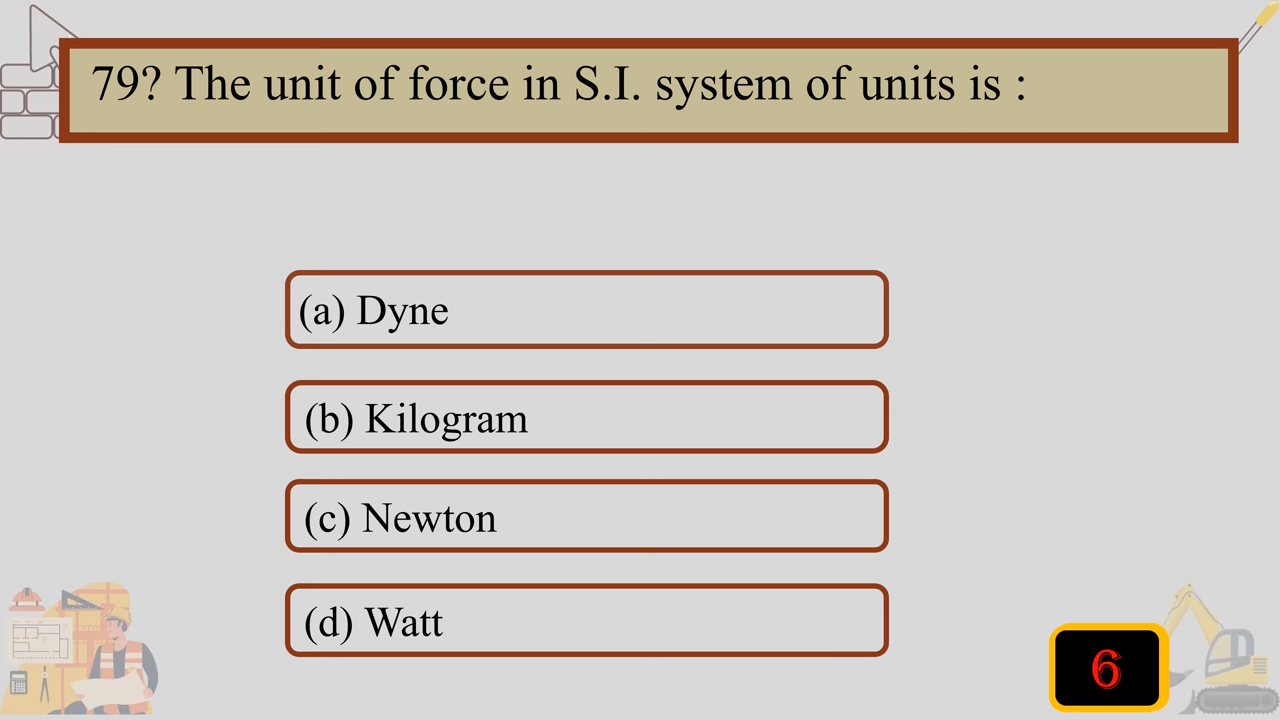 79? The unit of force in S.I. system of units is :
(a) Dyne
(b) Kilogram
(c) Newton
(d) Watt
6